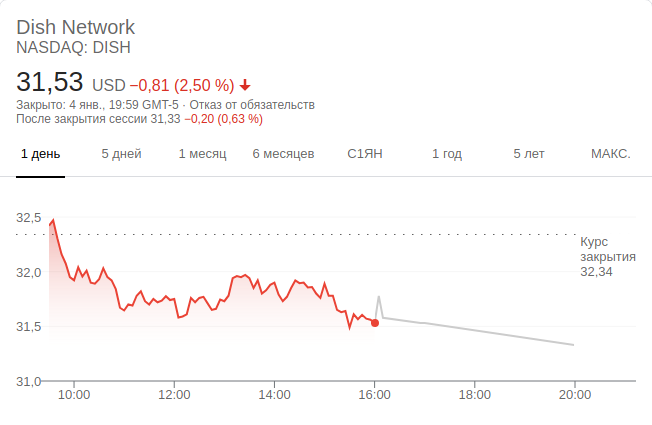 Dish Network
NASDAQ: DISH
31,53 USD −0,81 (2,50 %)
Закрыто: 4 янв., 19:59 GMT-5 · Отказ от обязательств
После закрытия сессии 31,33 −0,20 (0,63 %)
1 день 5 дней 1 месяц 6 месяцев С1ЯН 1 год 5 лет МАКС.
32,5
Курс
закрытия
32,34
32,0
31,5
31,0
10:00 12:00 14:00 16:00 18:00 20:00